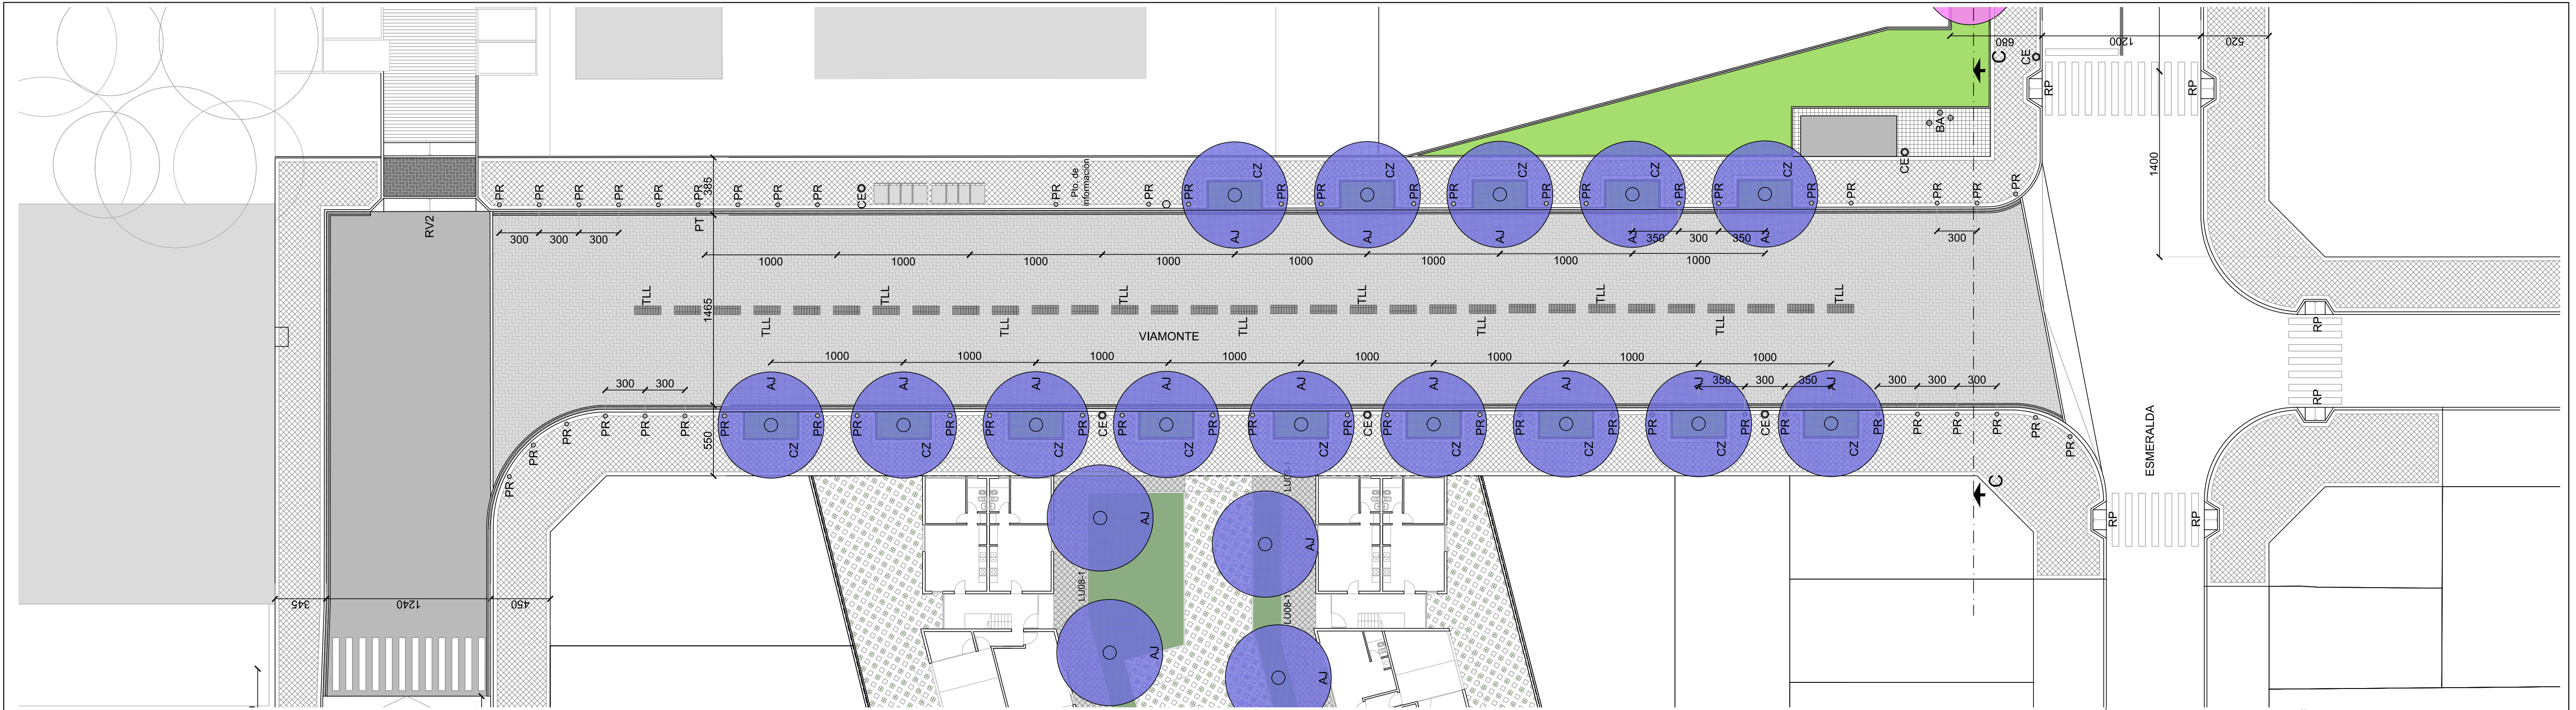 680
1200
520
C
CE
RP
RP
BA
CE
1400
PR
PR
PR
PR
PR
PR
PR
PR
PR
385
CE
PR
Pto. de
información
PR
PR
CZ
PR
PR
CZ
PR
PR
CZ
PR
PR
CZ
PR
PR
CZ
PR
PR
PR
PR
PR
RV2
PT
300
300
300
AJ
AJ
AJ
AJ
AJ
350
300
350
300
1000
1000
1000
1000
1000
1000
1000
1000
TLL
TLL
TLL
TLL
TLL
TLL
1465
TLL
TLL
TLL
TLL
TLL
VIAMONTE
RP
1000
1000
1000
1000
1000
1000
1000
1000
300
300
AJ
AJ
AJ
AJ
AJ
AJ
AJ
AJ
AJ
350
300
350
300
300
300
RP
PR
PR
PR
PR
PR
PR
550
PR
PR
CZ
PR
PR
CZ
PR
PR
CZ
CE
PR
PR
CZ
PR
PR
CZ
CE
PR
PR
CZ
PR
PR
CZ
PR
PR
CZ
CE
PR
PR
CZ
PR
PR
PR
PR
PR
ESMERALDA
C
LU08-1
AJ
AJ
RP
RP
LU08-1
LU08-1
345
1240
450
AJ
AJ